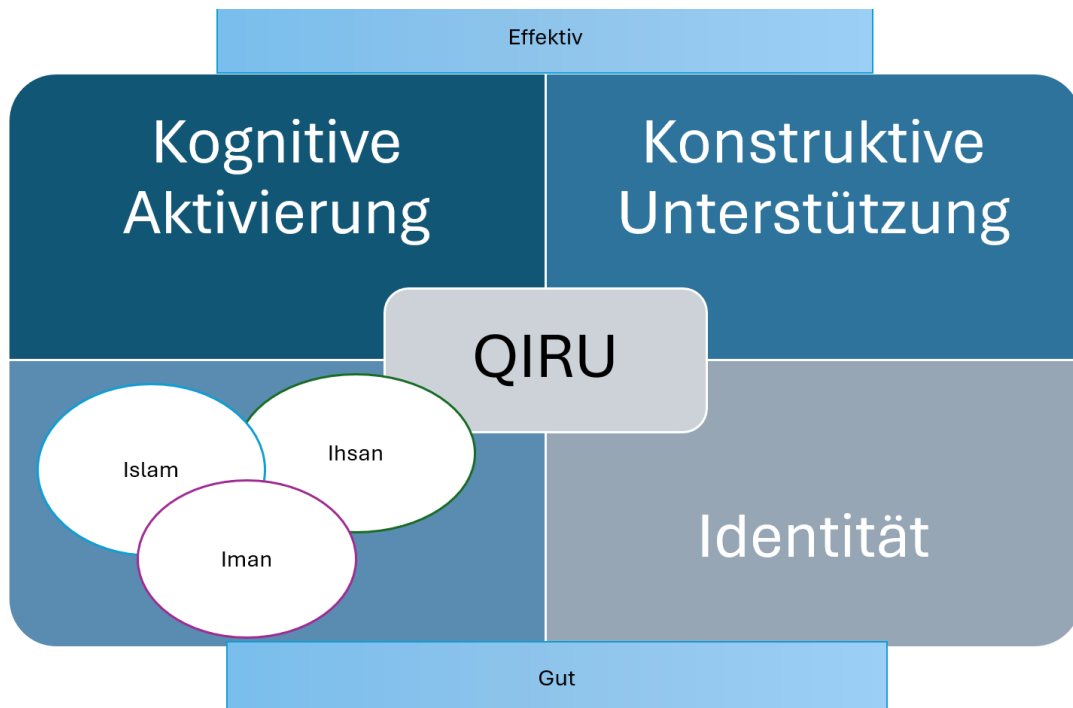 Effektiv
Kognitive
Aktivierung
Konstruktive
Unterstützung
QIRU
Islam
Ihsan
Iman
Identität
Gut